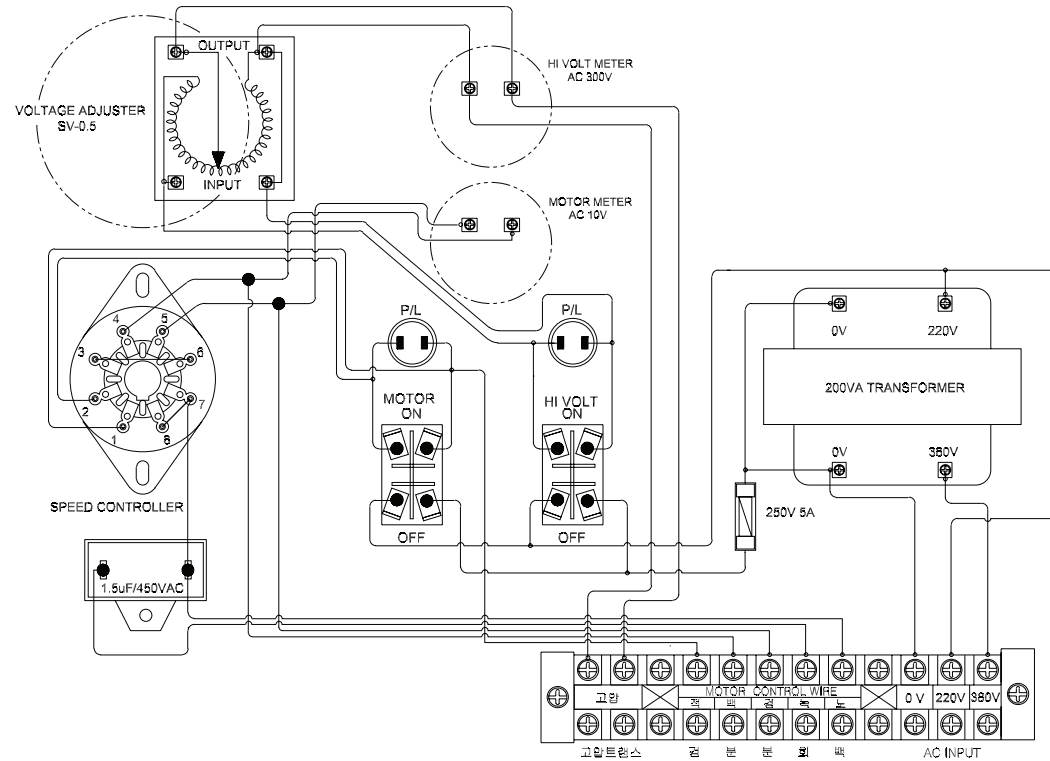 OUTPUT
HI VOLT METER
AC 300V
VOLTAGE ADJUSTER
SV-0.5
INPUT
MOTOR METER
AC 10V
P/L
P/L
4
5
3
6
2
7
1
8
0V
220V
200VA TRANSFORMER
MOTOR
ON
HI VOLT
ON
0V
380V
SPEED CONTROLLER
250V 5A
OFF
OFF
1.5uF/450VAC
고압
MOTOR CONTROL WIRE
적 백
0 V
220V
380V
고압트랜스
검 분 분 회 백
AC INPUT